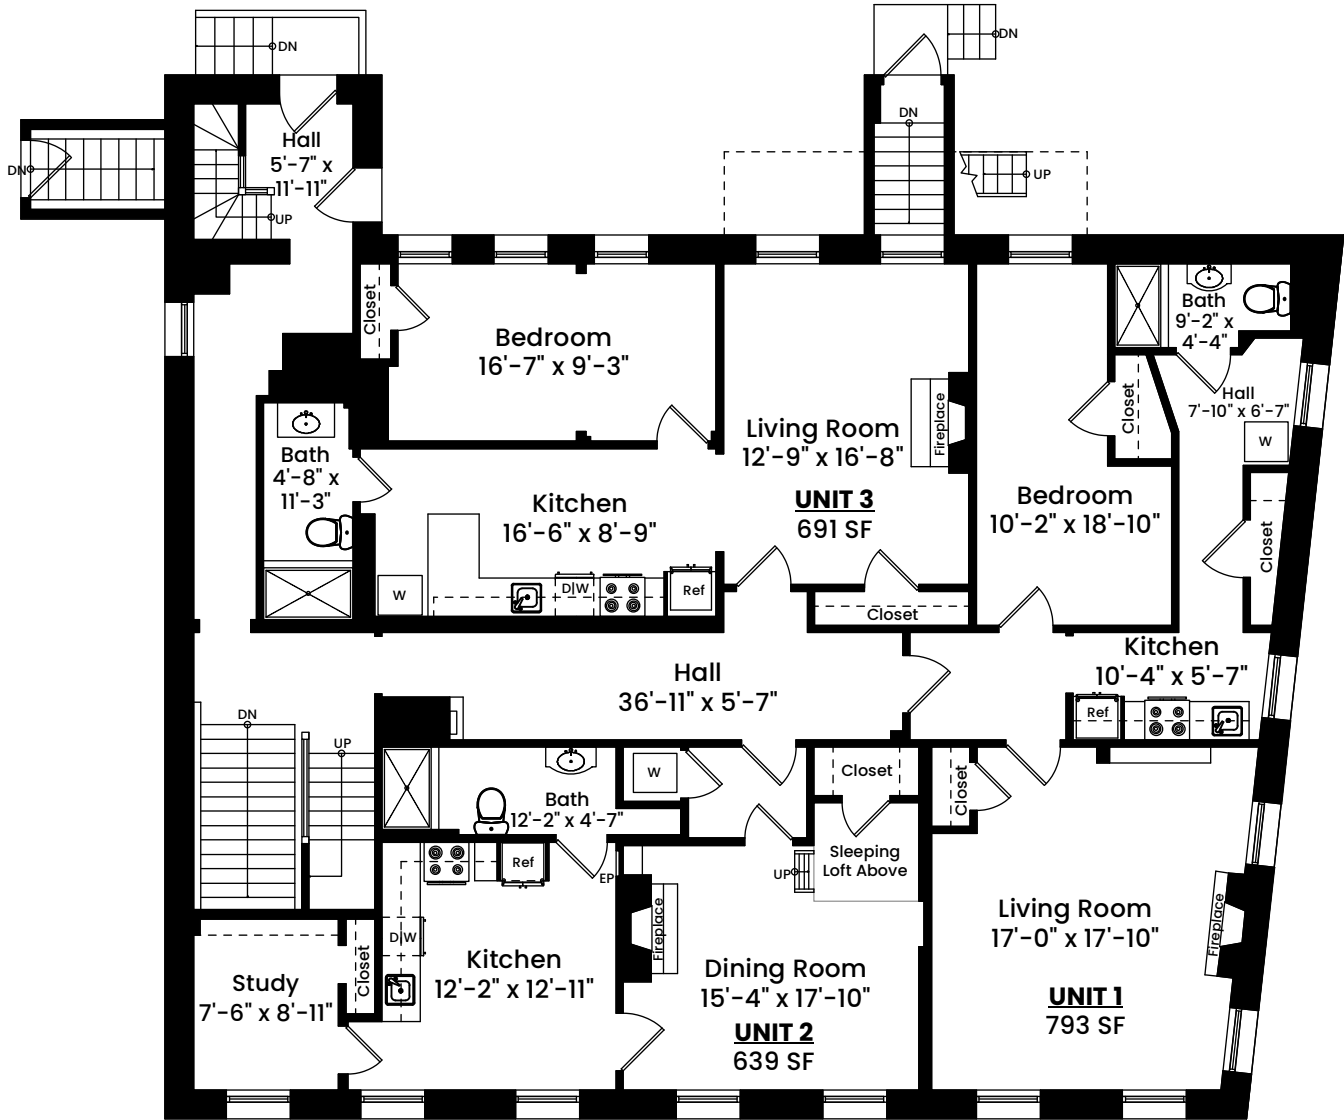 DN
DN
DN
DN
Hall
5'-7" x
11'-11"
UP
UP
Closet
Bedroom
16'-7" x 9'-3"
Bath
9'-2" x
4'-4"
Closet
Hall
7'-10" x 6'-7"
W
Living Room
12'-9" x 16'-8"
Fireplace
UNIT 3
691 SF
Bath
4'-8" x
11'-3"
Kitchen
16'-6" x 8'-9"
Bedroom
10'-2" x 18'-10"
Closet
W
D|W
Ref
Closet
Hall
36'-11" x 5'-7"
Kitchen
10'-4" x 5'-7"
Ref
DN
UP
W
Closet
Closet
Bath
12'-2" x 4'-7"
Ref
EP
UP
Sleeping
Loft Above
Fireplace
Living Room
17'-0" x 17'-10"
Fireplace
UNIT 1
793 SF
D|W
Closet
Study
7'-6" x 8'-11"
Kitchen
12'-2" x 12'-11"
Dining Room
15'-4" x 17'-10"
UNIT 2
639 SF